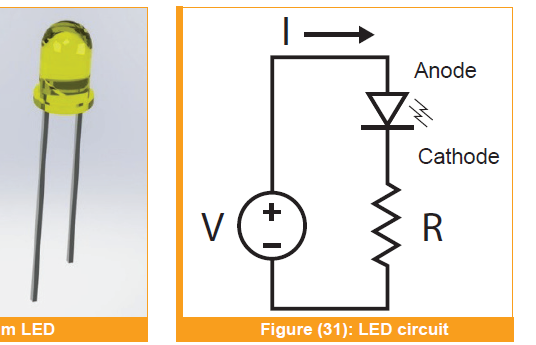 I
Anode
Cathode
V
+
−
R
m LED
Figure (31): LED circuit